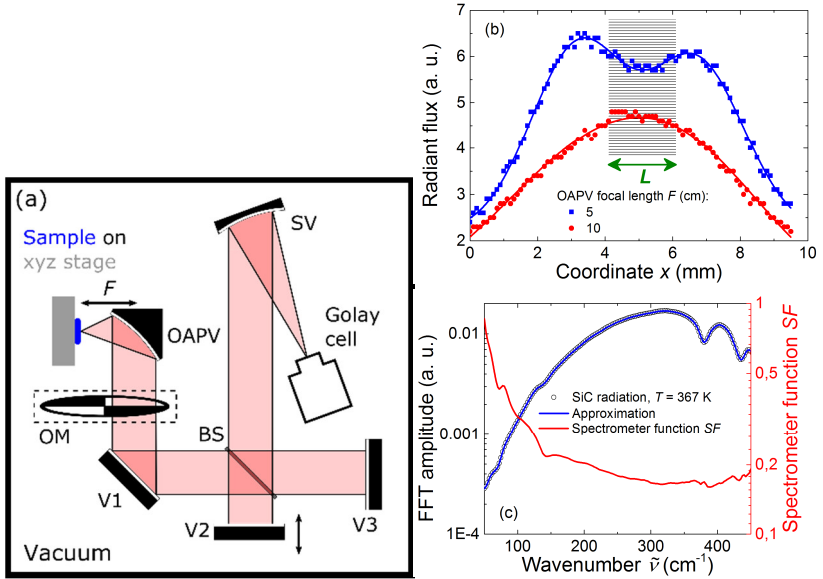 (a)
Sample on
xyz stage
F
OAPV
OM
SV
Golay
cell
BS
V1
V2
V3
Vacuum
(b)
Radiant flux (a. u.)
7
6
5
4
3
2
L
OAPV focal length F (cm):
5
10
0 2 4 6 8 10
Coordinate x (mm)
FFT amplitude (a. u.)
0.01
0.001
1E-4
SiC radiation, T = 367 K
Approximation
Spectrometer function SF
(c)
1
0,5
0,2
0,1
Spectrometer function SF
100 200 300 400
Wavenumber ṽ (cm⁻¹)